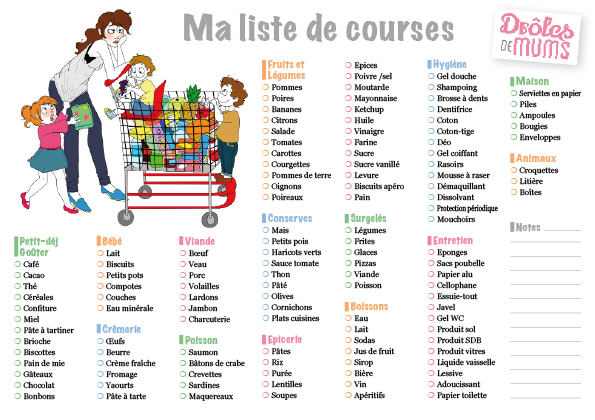 Ma liste de courses
DRôLes
DE MUMS
Petit-déj
Goûter
Café
Cacao
Thé
Céréales
Confiture
Miel
Pâte à tartiner
Brioche
Biscottes
Pain de mie
Gâteaux
Chocolat
Bonbons
Bébé
Lait
Biscuits
Petits pots
Compotes
Couches
Eau minérale
Crêmerie
Œufs
Beurre
Crème fraîche
Fromage
Yaourts
Pâte à tarte
Viande
Bœuf
Veau
Porc
Volailles
Lardons
Jambon
Charcuterie
Poisson
Saumon
Bâtons de crabe
Crevettes
Sardines
Maquereaux
Fruits et
Légumes
Pommes
Poires
Bananes
Citrons
Salade
Tomates
Carottes
Courgettes
Pommes de terre
Oignons
Poireaux
Conserves
Maïs
Petits pois
Haricots verts
Sauce tomate
Thon
Pâté
Olives
Cornichons
Plats cuisines
Epicerie
Pâtes
Riz
Purée
Lentilles
Soupes
Epices
Poivre /sel
Moutarde
Mayonnaise
Ketchup
Huile
Vinaigre
Farine
Sucre
Sucre vanillé
Levure
Biscuits apéro
Pain
Surgelés
Légumes
Frites
Glaces
Pizzas
Viande
Poisson
Boissons
Eau
Lait
Sodas
Jus de fruit
Sirop
Bière
Vin
Apéritifs
Hygiène
Gel douche
Shampoing
Brosse à dents
Dentifrice
Coton
Coton-tige
Déo
Gel coiffant
Rasoirs
Mousse à raser
Démaquillant
Dissolvant
Protection périodique
Mouchoirs
Entretien
Eponges
Sacs poubelle
Papier alu
Cellophane
Essuie-tout
Javel
Gel WC
Produit sol
Produit SDB
Produit vitres
Liquide vaisselle
Lessive
Adoucissant
Papier toilette
Maison
Serviettes en papier
Piles
Ampoules
Bougies
Enveloppes
Animaux
Croquettes
Litière
Boîtes
Notes